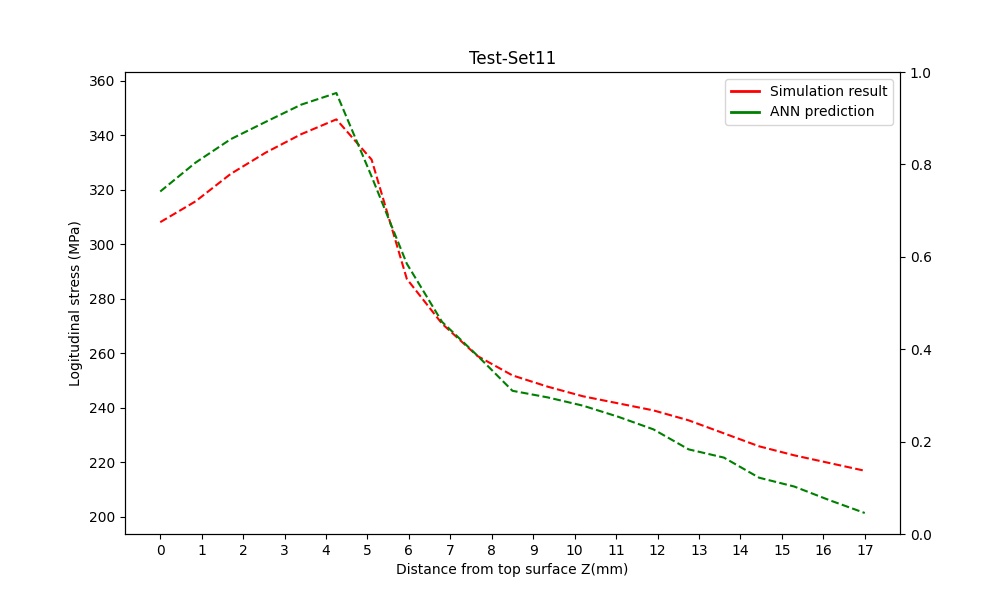 Test-Set11
Simulation result
ANN prediction
360
340
320
300
280
260
240
220
200
Logitudinal stress (MPa)
1.0
0.8
0.6
0.4
0.2
0.0
0 1 2 3 4 5 6 7 8 9 10 11 12 13 14 15 16 17
Distance from top surface Z(mm)